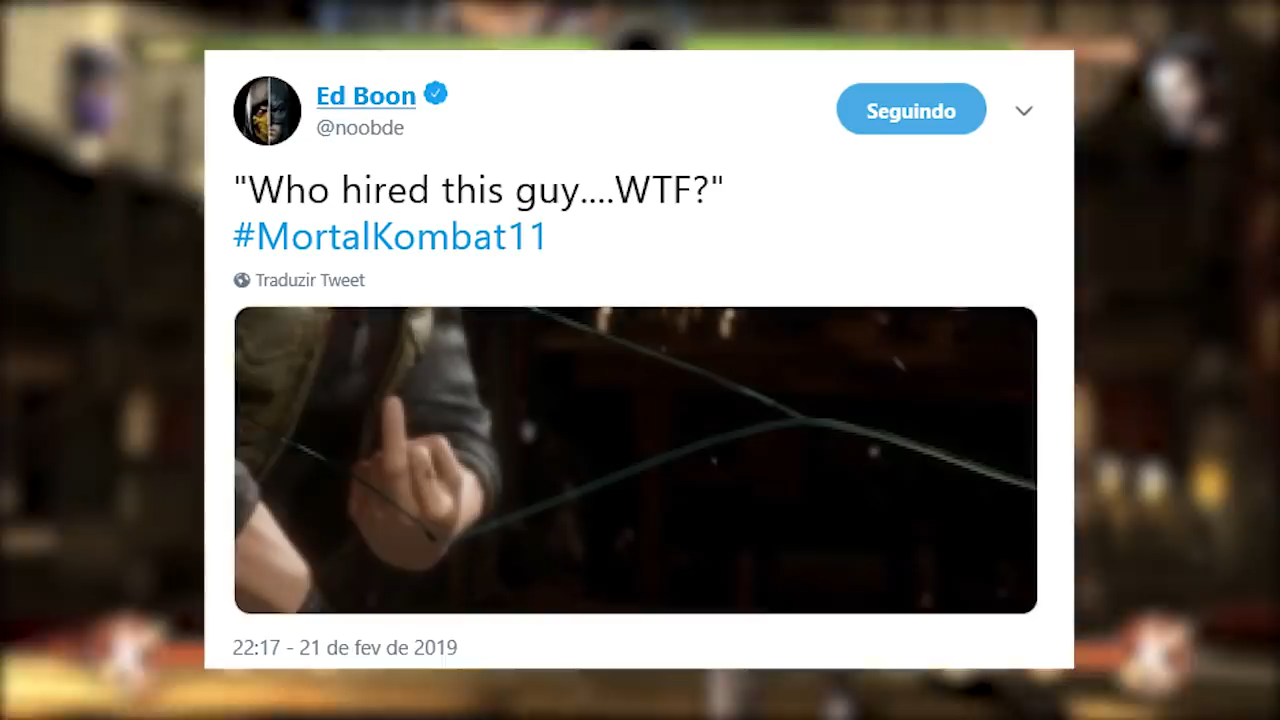 Ed Boon
@noobde
Seguindo
"Who hired this guy....WTF?"
#MortalKombat11
Traduzir Tweet
22:17 - 21 de fev de 2019